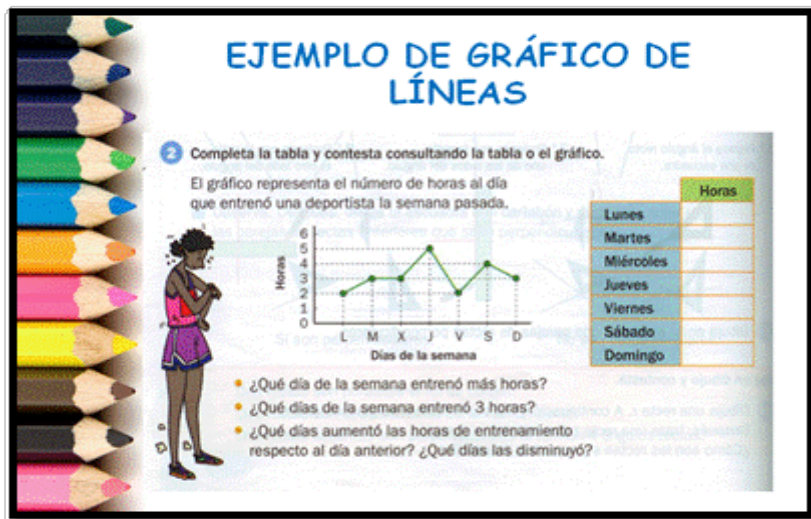 EJEMPLO DE GRÁFICO DE
LÍNEAS
2 Completa la tabla y contesta consultando la tabla o el gráfico.
El gráfico representa el número de horas al día
que entrenó una deportista la semana pasada.
Horas
6
5
4
3
2
1
0
L M X J V S D
Días de la semana
Horas
Lunes
Martes
Miércoles
Jueves
Viernes
Sábado
Domingo
• ¿Qué día de la semana entrenó más horas?
• ¿Qué días de la semana entrenó 3 horas?
• ¿Qué días aumentó las horas de entrenamiento
respecto al día anterior? ¿Qué días las disminuyó?